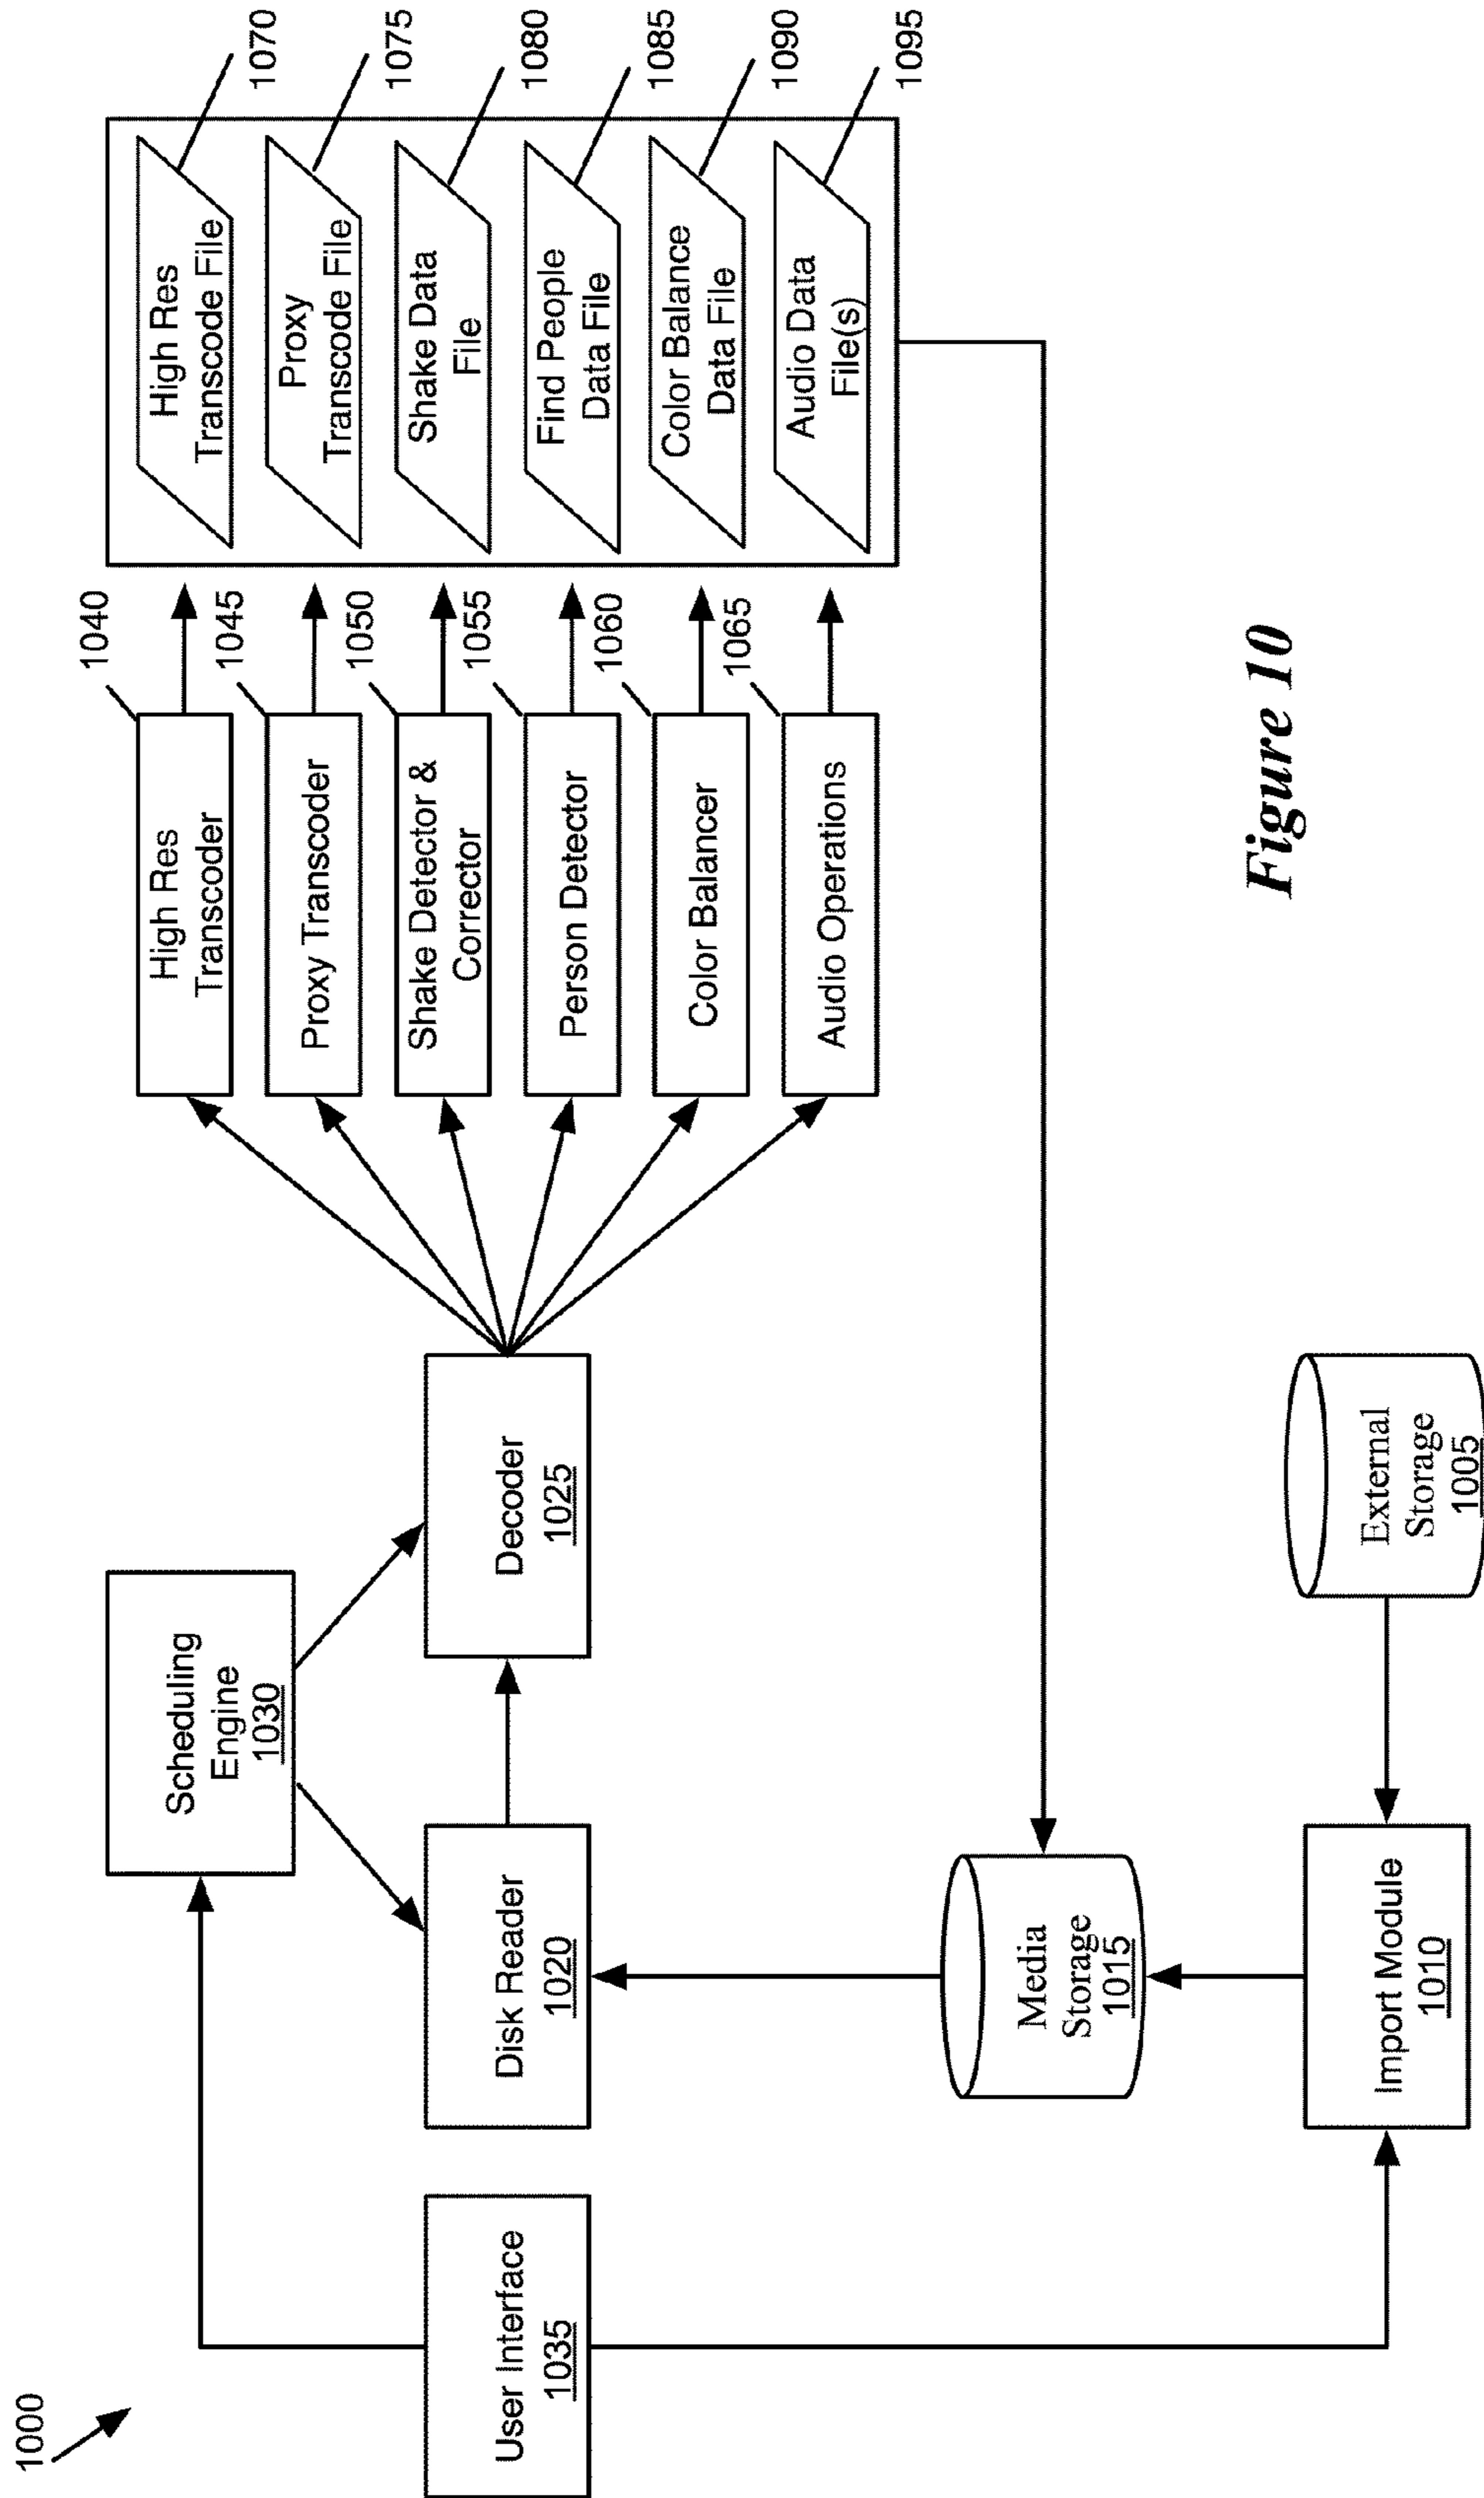 1000
Scheduling
Engine
1030
User Interface
1035
Disk Reader
1020
Decoder
1025
Media
Storage
1015
Import Module
1010
External
Storage
1005
1040
High Res
Transcoder
1045
Proxy Transcoder
1050
Shake Detector &
Corrector
1055
Person Detector
1060
Color Balancer
1065
Audio Operations
High Res
Transcode File
1070
Proxy
Transcode File
1075
Shake Data
File
1080
Find People
Data File
1085
Color Balance
Data File
1090
Audio Data
File(s)
1095
Figure 10